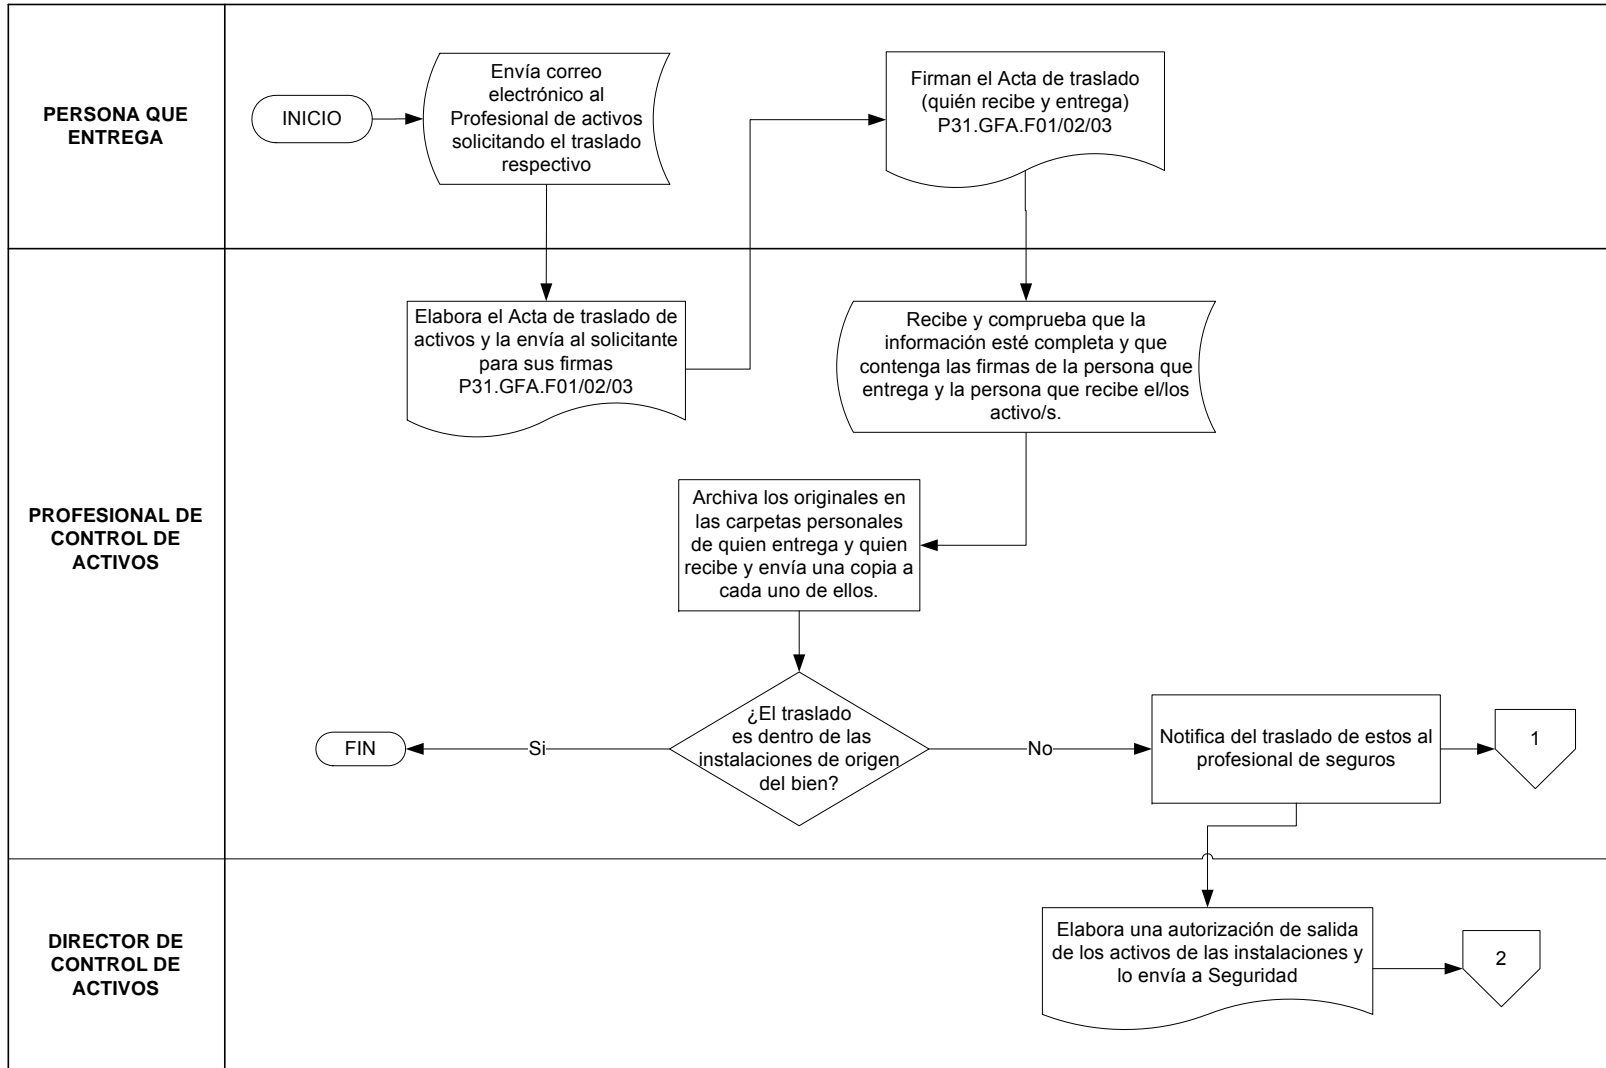 PERSONA QUE
ENTREGA
INICIO
Envía correo
electrónico al
Profesional de activos
solicitando el traslado
respectivo
Firman el Acta de traslado
(quién recibe y entrega)
P31.GFA.F01/02/03
PROFESIONAL DE
CONTROL DE
ACTIVOS
Elabora el Acta de traslado de
activos y la envía al solicitante
para sus firmas
P31.GFA.F01/02/03
Recibe y comprueba que la
información esté completa y que
contenga las firmas de la persona que
entrega y la persona que recibe el/los
activo/s.
Archiva los originales en
las carpetas personales
de quien entrega y quien
recibe y envía una copia a
cada uno de ellos.
¿El traslado
es dentro de las
instalaciones de origen
del bien?
Si
FIN
No
Notifica del traslado de estos al
profesional de seguros
1
DIRECTOR DE
CONTROL DE
ACTIVOS
Elabora una autorización de salida
de los activos de las instalaciones y
lo envía a Seguridad
2